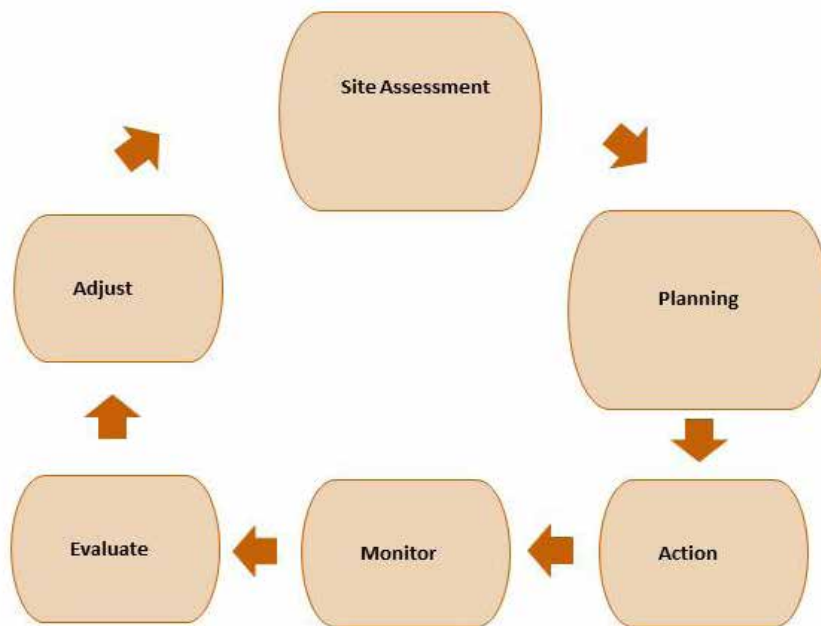 Site Assessment
Planning
Action
Monitor
Evaluate
Adjust